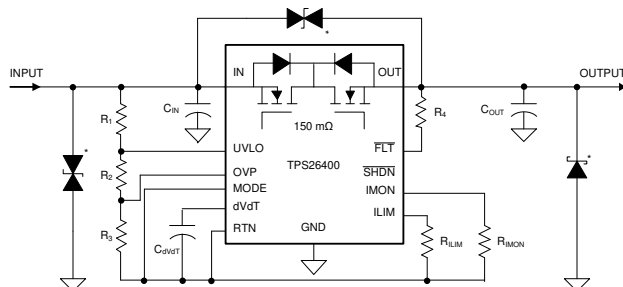 *
INPUT
IN
OUT
OUTPUT
CIN
R1
150 mΩ
R4
COUT
*
UVLO
FLT
*
R2
TPS26400
OVP
SHDN
MODE
IMON
dVdT
ILIM
R3
CdVdT
RTN
GND
RILIM
RIMON